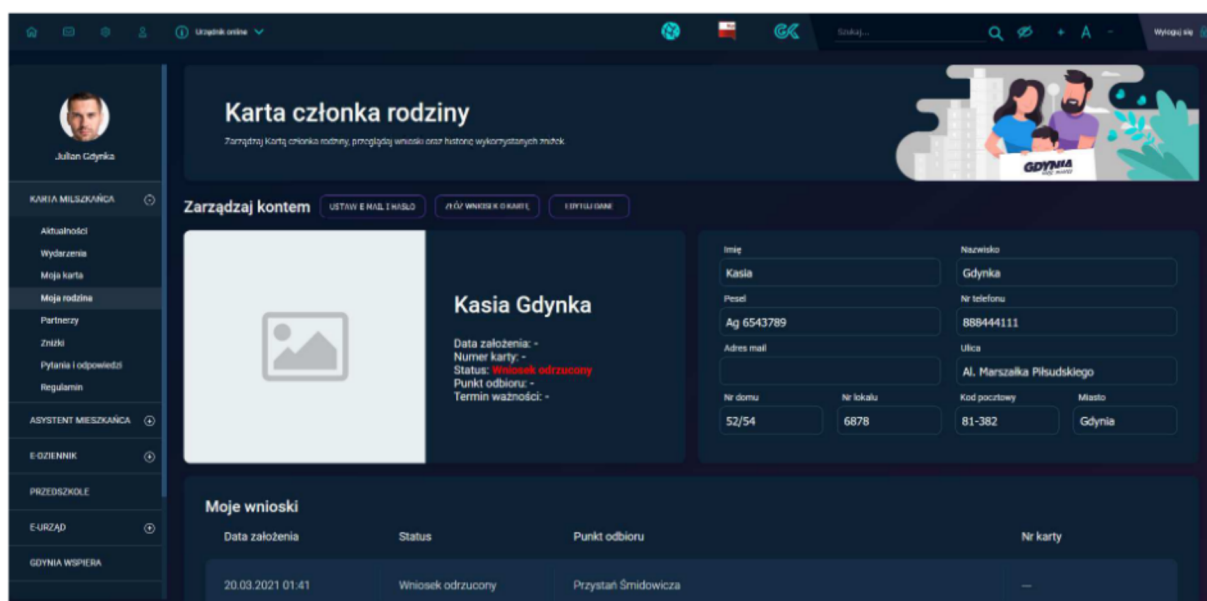 Urzędnik online
Szukaj...
+ A -
Wyloguj się
Julian Gdynka
KARTA MIESZKAŃCA
Aktualności
Wydarzenia
Moja karta
Moja rodzina
Partnerzy
Zniżki
Pytania i odpowiedzi
Regulamin
ASYSTENT MIESZKAŃCA
E-DZIENNIK
PRZEDSZKOLE
E-URZĄD
GDYNIA WSPIERA
Karta członka rodziny
Zarządzaj Kartą członka rodziny, przeglądaj wnioski oraz historię wykorzystanych zniżek.
GDYNIA
Zarządzaj kontem
USTAW E-MAIL I HASŁO
ZŁÓŻ WNIOSEK O KARTĘ
EDYTUJ DANE
Kasia Gdynka
Data założenia: -
Numer karty: -
Status: Wniosek odrzucony
Punkt odbioru: -
Termin ważności: -
Imię Nazwisko
Kasia Gdynka
Pesel Nr telefonu
Ag 6543789 888444111
Adres mail Ulica
Al. Marszałka Piłsudskiego
Nr domu Nr lokalu Kod pocztowy Miasto
52/54 6878 81-382 Gdynia
Moje wnioski
Data założenia Status Punkt odbioru Nr karty
20.03.2021 01:41 Wniosek odrzucony Przystań Śmidowicza ---